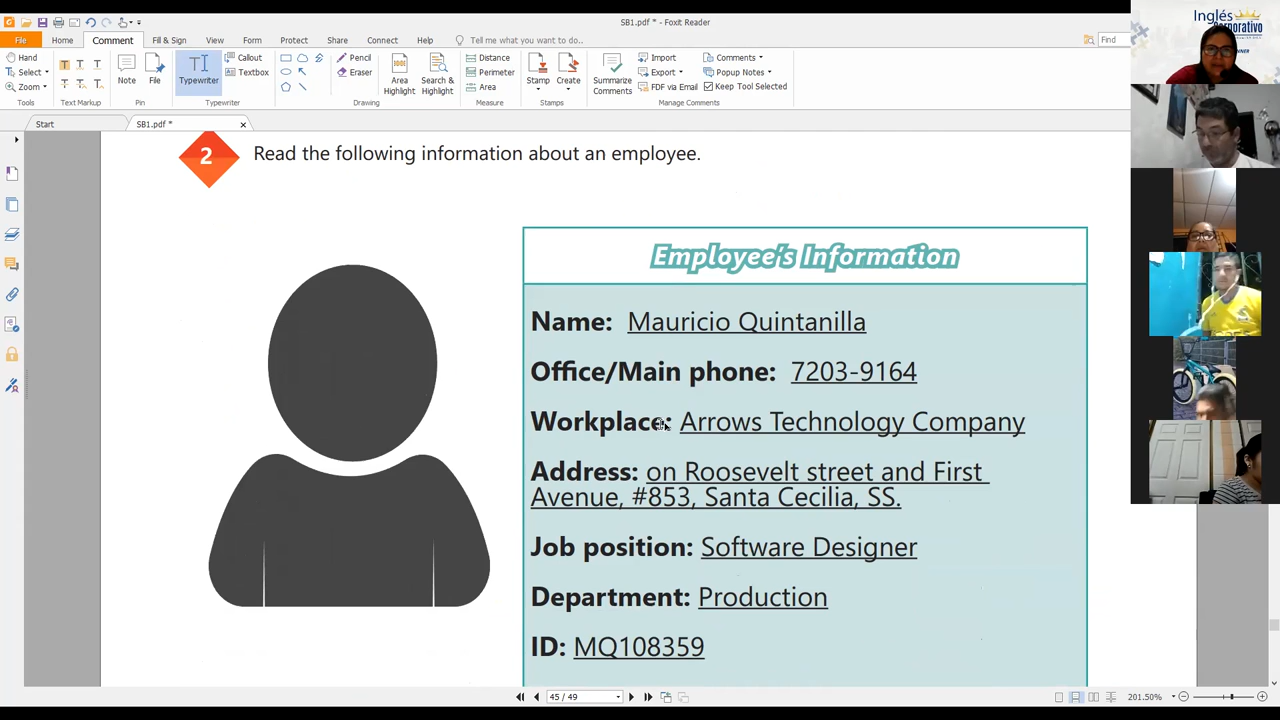 SB1.pdf * - Foxit Reader
File Home Comment Fill & Sign View Form Protect Share Connect Help Tell me what you want to do... Find
Hand
Select
Zoom
Tools
Text Markup
Note
File
Pin
Typewriter
Callout
Textbox
Typewriter
Pencil
Eraser
Drawing
Area Highlight
Search & Highlight
Distance
Perimeter
Area
Measure
Stamp
Create
Stamps
Summarize Comments
Import
Export
FDF via Email
Comments
Popup Notes
Keep Tool Selected
Manage Comments
Start
SB1.pdf *
2 Read the following information about an employee.
Employee's Information
Name: Mauricio Quintanilla
Office/Main phone: 7203-9164
Workplace: Arrows Technology Company
Address: on Roosevelt street and First
Avenue, #853, Santa Cecilia, SS.
Job position: Software Designer
Department: Production
ID: MQ108359
45 / 49
201.50%
Inglés
Corporativo